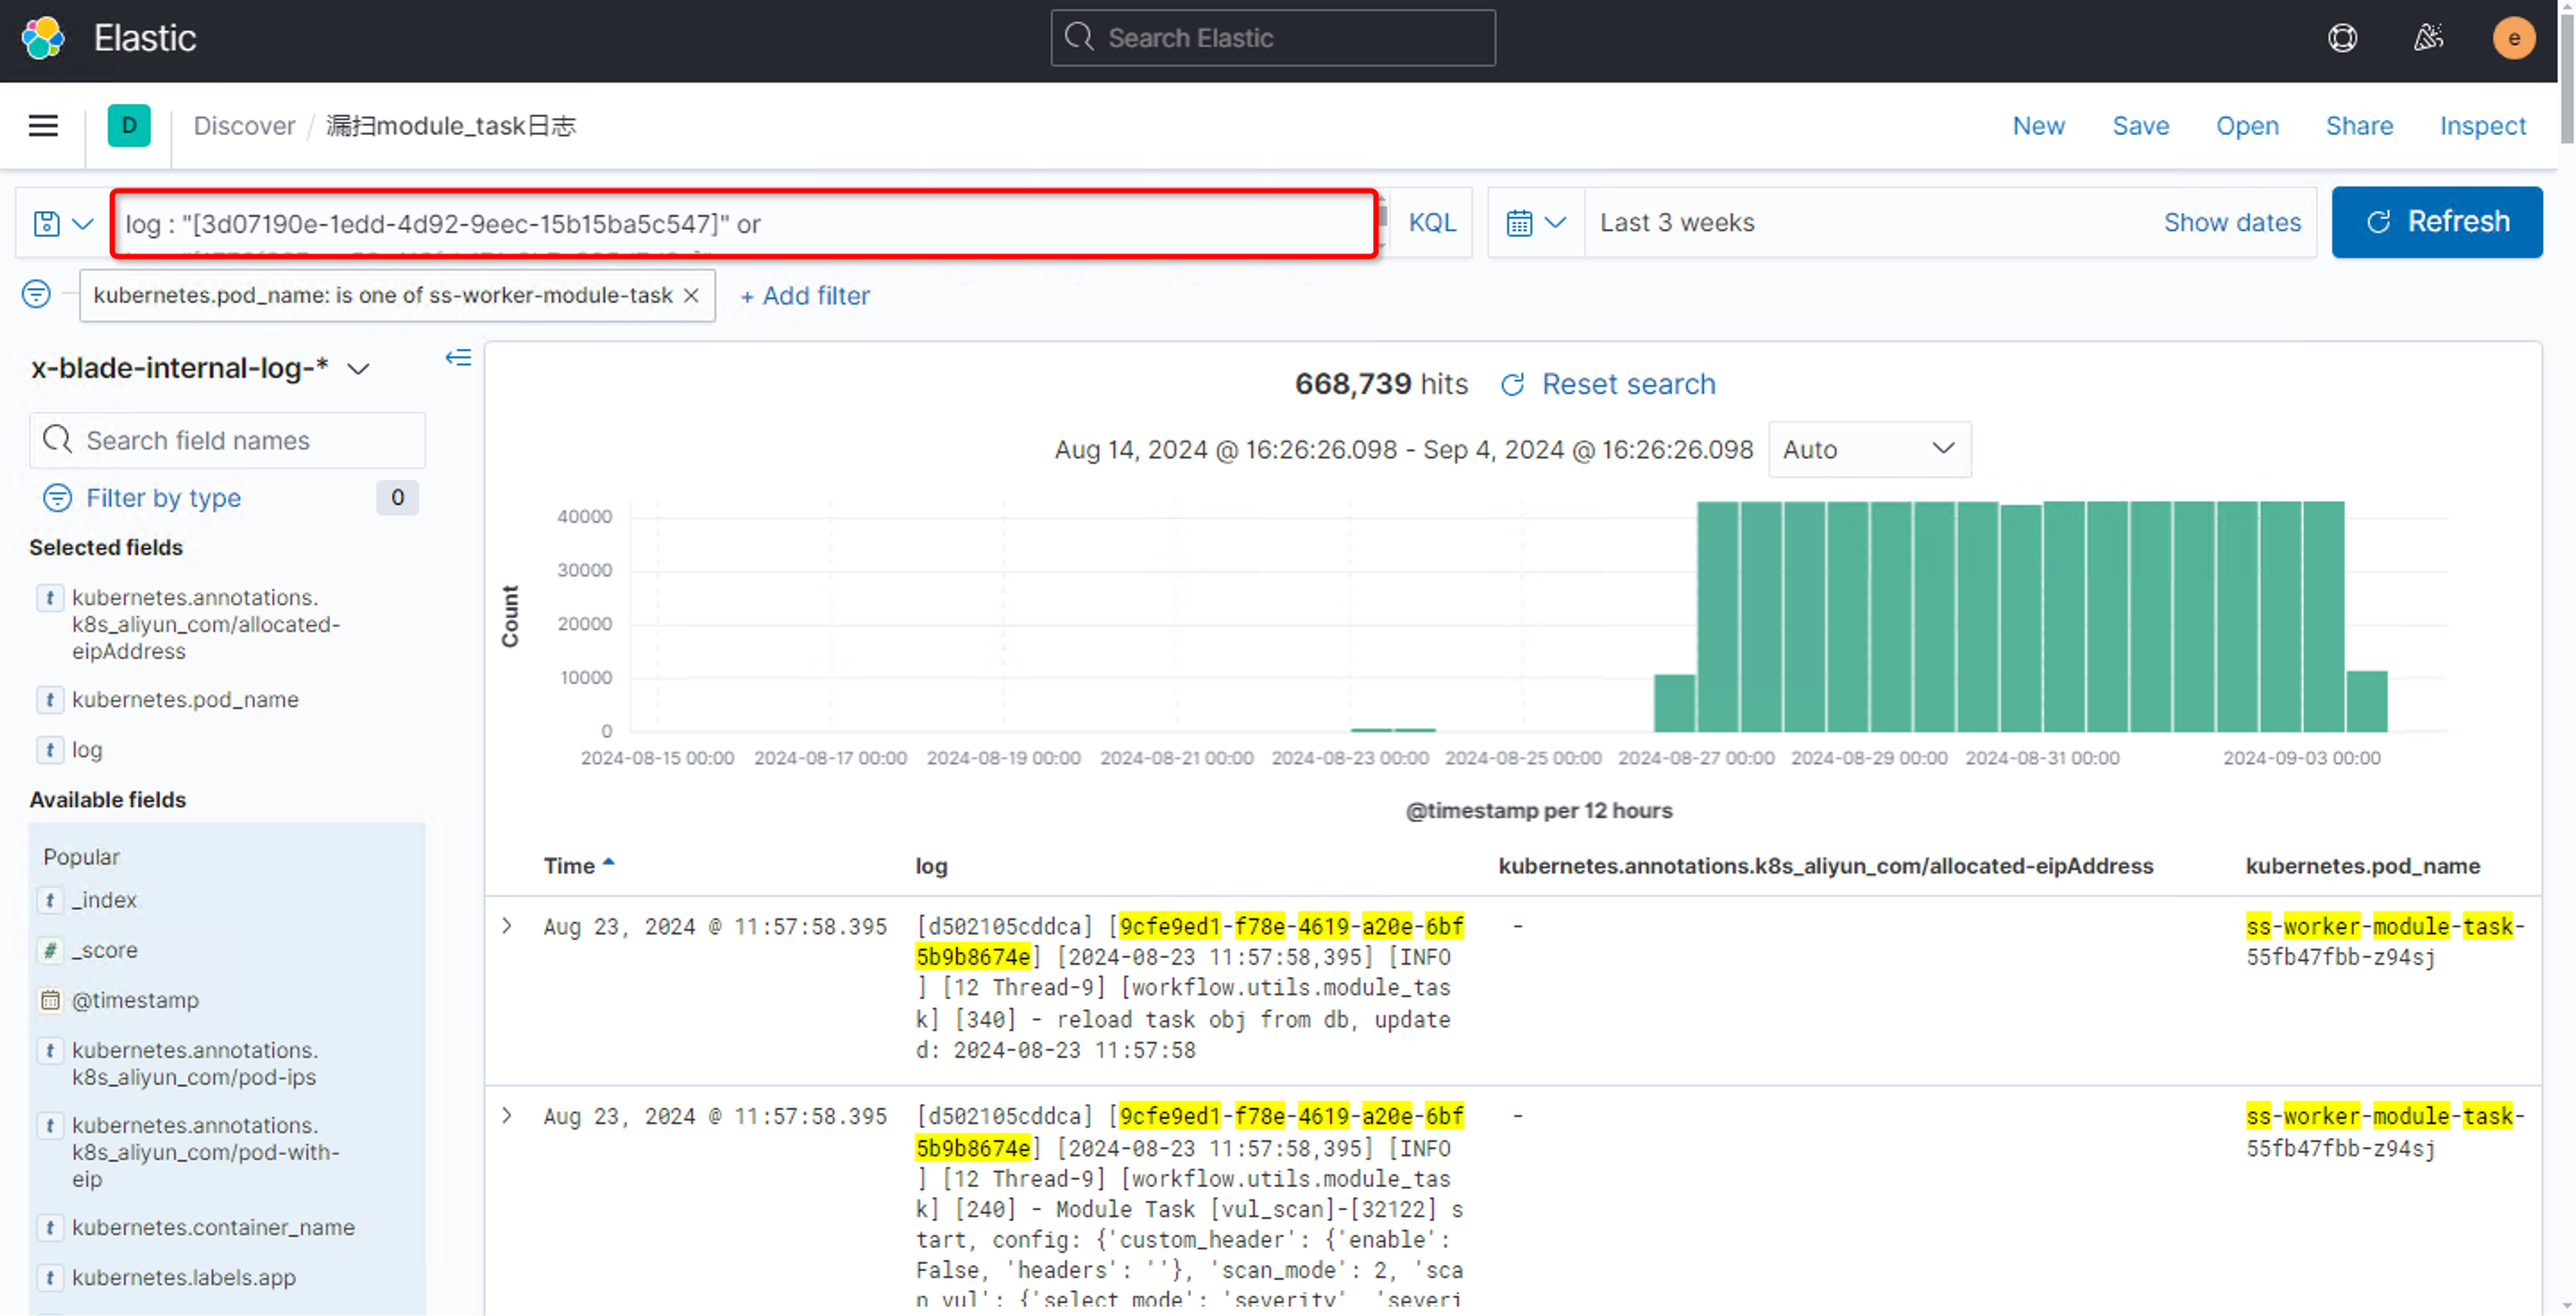 Elastic
Search Elastic
e
D
Discover / 漏扫module_task日志
New Save Open Share Inspect
log : "[3d07190e-1edd-4d92-9eec-15b15ba5c547]" or
KQL
Last 3 weeks
Show dates
Refresh
kubernetes.pod_name: is one of ss-worker-module-task ×
+ Add filter
x-blade-internal-log-*
Search field names
Filter by type 0
Selected fields
t kubernetes.annotations.
k8s_aliyun_com/allocated-
eipAddress
t kubernetes.pod_name
t log
Available fields
Popular
t _index
# _score
@timestamp
t kubernetes.annotations.
k8s_aliyun_com/pod-ips
t kubernetes.annotations.
k8s_aliyun_com/pod-with-
eip
t kubernetes.container_name
t kubernetes.labels.app
668,739 hits Reset search
Aug 14, 2024 @ 16:26:26.098 - Sep 4, 2024 @ 16:26:26.098 Auto
Count
40000
30000
20000
10000
0
2024-08-15 00:00 2024-08-17 00:00 2024-08-19 00:00 2024-08-21 00:00 2024-08-23 00:00 2024-08-25 00:00 2024-08-27 00:00 2024-08-29 00:00 2024-08-31 00:00 2024-09-03 00:00
@timestamp per 12 hours
Time log kubernetes.annotations.k8s_aliyun_com/allocated-eipAddress kubernetes.pod_name
Aug 23, 2024 @ 11:57:58.395
[d502105cddca] [9cfe9ed1-f78e-4619-a20e-6bf
5b9b8674e] [2024-08-23 11:57:58,395] [INFO
] [12 Thread-9] [workflow.utils.module_tas
k] [340] - reload task obj from db, update
d: 2024-08-23 11:57:58
-
ss-worker-module-task-
55fb47fbb-z94sj
Aug 23, 2024 @ 11:57:58.395
[d502105cddca] [9cfe9ed1-f78e-4619-a20e-6bf
5b9b8674e] [2024-08-23 11:57:58,395] [INFO
] [12 Thread-9] [workflow.utils.module_tas
k] [240] - Module Task [vul_scan]-[32122] s
tart, config: {'custom_header': {'enable':
False, 'headers': ''}, 'scan_mode': 2, 'sca
n_vul': {'select_mode': 'severity', 'severi
-
ss-worker-module-task-
55fb47fbb-z94sj